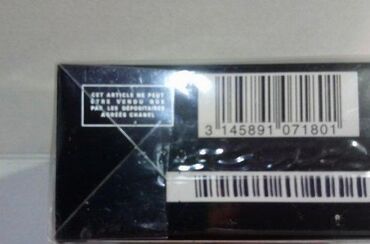 CET ARTICLE NE PEUT
ÊTRE VENDU QUE
PAR LES DÉPOSITAIRES
AGRÉÉS CHANEL
3 145891 071801